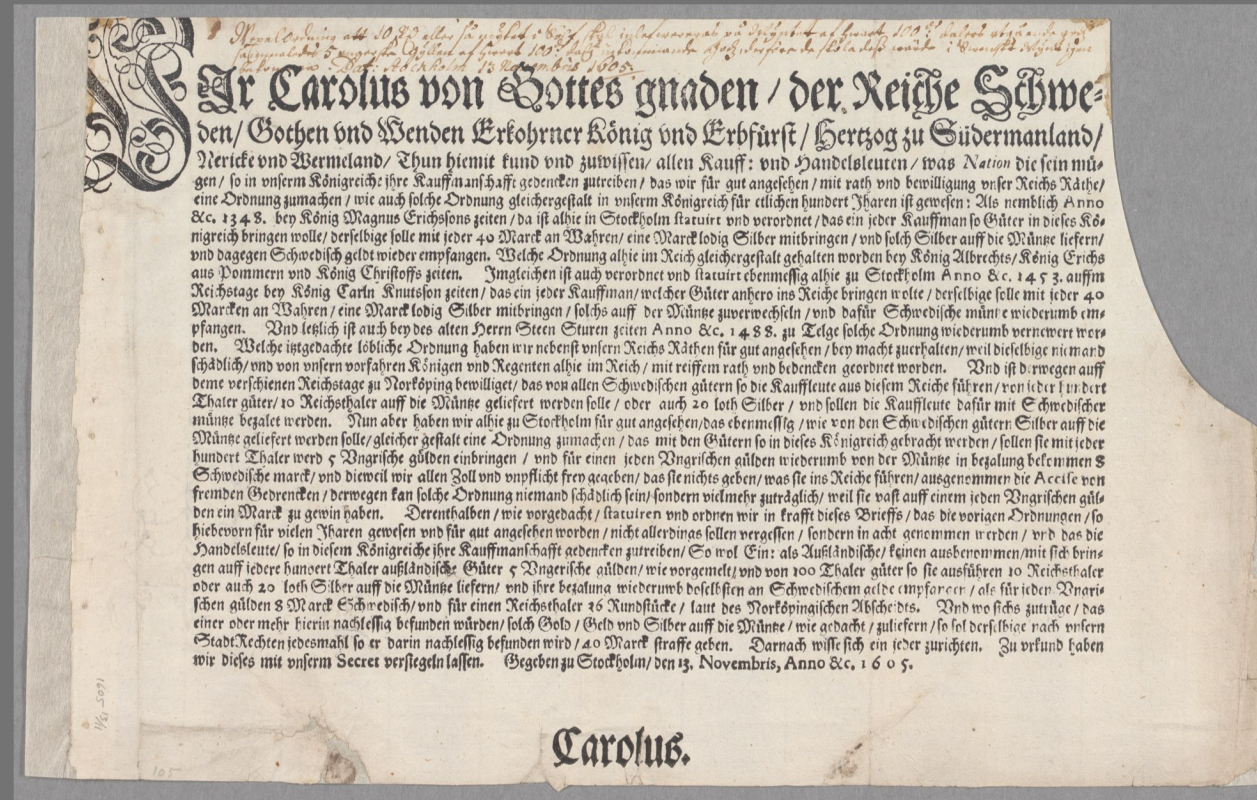 WIr Carolus von Gottes gnaden / der Reiche Schwe-
den/ Gothen vnd Wenden Erkohrner König vnd Erbfürst / Hertzog zu Südermanland/
Nericke vnd Wermeland/ Thun hiemit kund vnd zuwissen/ allen Kauff: vnd Handelsleuten / was Nation die sein mü-
gen / so in vnserm Königreiche jhre Kauffmanschafft gedencken zutreiben / das wir für gut angesehen / mit rath vnd bewilligung vnser Reichs Räthe/
eine Ordnung zumachen / wie auch solche Ordnung gleichergestalt in vnserm Königreich für etlichen hundert Jharen ist gewesen: Als nemblich Anno
&c. 1348. bey König Magnus Erichssons zeiten / da ist alhie in Stockholm statuirt vnd verordnet / das ein jeder Kauffman so Güter in dieses Kö-
nigreich bringen wolle / derselbige solle mit jeder 40 Marck an Wahren / eine Marck lodig Silber mitbringen / vnd solch Silber auff die Müntze liefern/
vnd dagegen Schwedisch geldt wieder empfangen. Welche Ordnung alhie im Reich gleichergestalt gehalten worden bey König Albrechts/ König Erichs
aus Pommern vnd König Christoffs zeiten. Imgleichen ist auch verordnet vnd statuirt ebenmessig alhie zu Stockholm Anno &c. 1453. auffm
Reichstage bey König Carln Knutsson zeiten / das ein jeder Kauffman/ welcher Güter anhero ins Reiche bringen wolte / derselbige solle mit jeder 40
Marcken an Wahren / eine Marck lodig Silber mitbringen / solchs auff der Müntze zuverwechseln / vnd dafür Schwedische müntze wiederumb em-
pfangen. Vnd letzlich ist auch bey des alten Herrn Steen Sturen zeiten Anno &c. 1488. zu Telge solche Ordnung wiederumb vernewert wor-
den. Welche itztgedachte löbliche Ordnung haben wir nebenst vnsern Reichs Räthen für gut angesehen / bey macht zuerhalten / weil dieselbige niemand
schädlich / vnd von vnsern vorfahren Königen vnd Regenten alhie im Reich / mit reiffem rath vnd bedencken geordnet worden. Vnd ist derwegen auff
deme verschienen Reichstage zu Norköping bewilliget / das von allen Schwedischen gütern so die Kauffleute aus diesem Reiche führen / von jeder hundert
Thaler güter / 10 Reichsthaler auff die Müntze geliefert werden solle / oder auch 20 loth Silber / vnd sollen die Kauffleute dafür mit Schwedischer
müntze bezalet werden. Nun aber haben wir alhie zu Stockholm für gut angesehen / das ebenmessig / wie von den Schwedischen gütern Silber auff die
Müntze geliefert werden solle / gleicher gestalt eine Ordnung zumachen / das mit den Gütern so in dieses Königreich gebracht werden / sollen sie mit jeder
hundert Thaler werd 5 Vngrische gülden einbringen / vnd für einen jeden Vngrischen gülden wiederumb von der Müntze in bezalung bekommen 8
Schwedische marck / vnd dieweil wir allen Zoll vnd vnpflicht frey gegeben / das sie nichts geben / was sie ins Reiche führen / ausgenommen die Accise von
fremden Gedrencken / derwegen kan solche Ordnung niemand schädlich sein / sondern vielmehr zuträglich / weil sie vast auff einem jeden Vngrischen gül-
den ein Marck zu gewin haben. Derenthalben / wie vorgedacht / statuiren vnd ordnen wir in krafft dieses Brieffs / das die vorigen Ordnungen / so
hiebevorn für vielen Jharen gewesen vnd für gut angesehen worden / nicht allerdings sollen vergessen / sondern in acht genommen werden / vnd das die
Handelsleute / so in diesem Königreiche jhre Kauffmanschafft gedencken zutreiben / So wol Ein: als Außländische / keinen ausbenommen / mit sich brin-
gen auff jedere hundert Thaler außländische Güter 5 Vngerische gülden / wie vorgemelt / vnd von 100 Thaler güter so sie ausführen 10 Reichsthaler
oder auch 20 loth Silber auff die Müntze liefern / vnd ihre bezalung wiederumb doselbsten an Schwedischem gelde empfangen / als für jeden Vngri-
schen gülden 8 Marck Schwedisch / vnd für einen Reichsthaler 36 Rundstücke / laut des Norköpingischen Abscheidts. Vnd wo sichs zutrüge / das
einer oder mehr hierin nachlessig befunden würden / solch Gold / Geld vnd Silber auff die Müntze / wie gedacht / zuliefern / so sol derselbige nach vnsern
Stadt Rechten jedesmahl so er darin nachlessig befunden wird / 40 Marck straffe geben. Darnach wisse sich ein jeder zurichten. Zu vrkund haben
wir dieses mit vnserm Secret versiegeln lassen. Gegeben zu Stockholm / den 13. Novembris, Anno &c. 1605.
Carolus.
1605 13/11
105